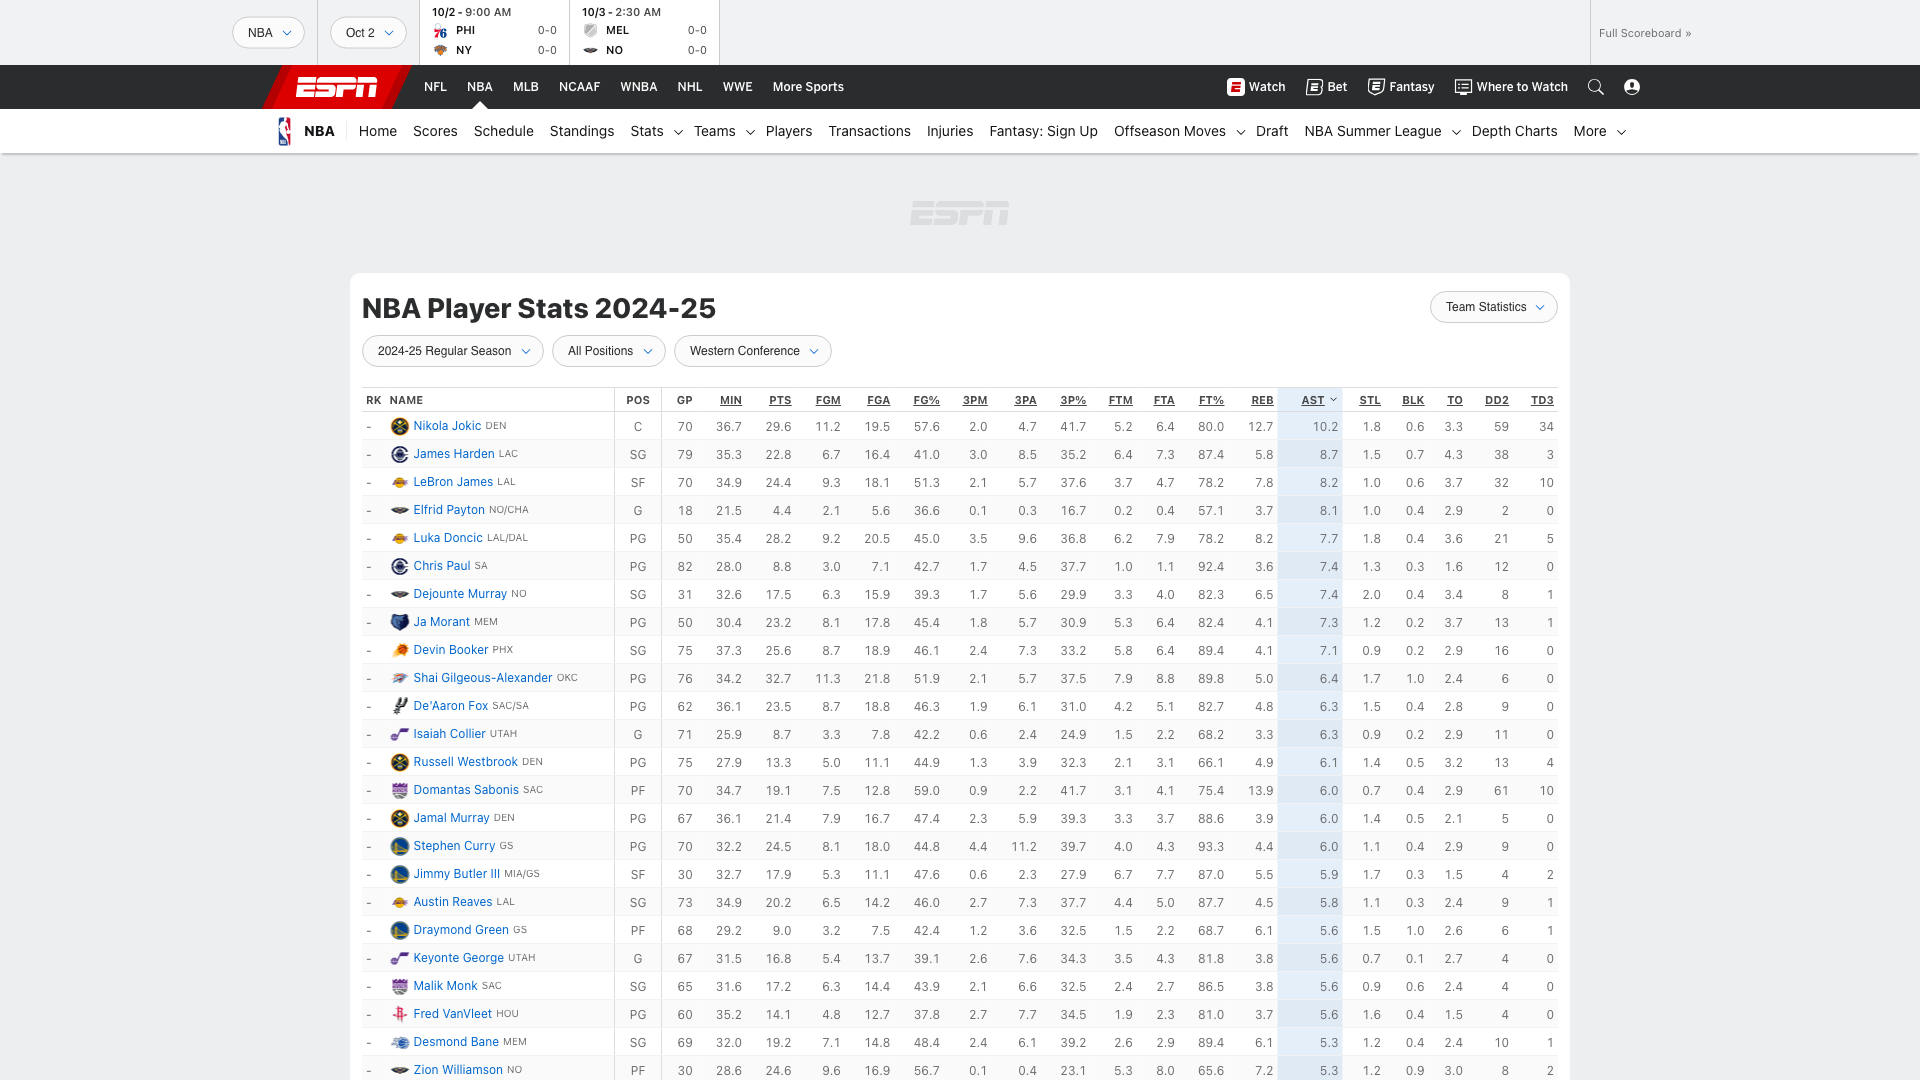 NBA
Oct 2
10/2 - 9:00 AM
PHI 0-0
NY 0-0
10/3 - 2:30 AM
MEL 0-0
NO 0-0
Full Scoreboard »
ESPN NFL NBA MLB NCAAF WNBA NHL WWE More Sports Watch Bet Fantasy Where to Watch
NBA Home Scores Schedule Standings Stats Teams Players Transactions Injuries Fantasy: Sign Up Offseason Moves Draft NBA Summer League Depth Charts More
ESPN
NBA Player Stats 2024-25
Team Statistics
2024-25 Regular Season All Positions Western Conference
RK NAME POS GP MIN PTS FGM FGA FG% 3PM 3PA 3P% FTM FTA FT% REB AST STL BLK TO DD2 TD3
- Nikola Jokic DEN C 70 36.7 29.6 11.2 19.5 57.6 2.0 4.7 41.7 5.2 6.4 80.0 12.7 10.2 1.8 0.6 3.3 59 34
- James Harden LAC SG 79 35.3 22.8 6.7 16.4 41.0 3.0 8.5 35.2 6.4 7.3 87.4 5.8 8.7 1.5 0.7 4.3 38 3
- LeBron James LAL SF 70 34.9 24.4 9.3 18.1 51.3 2.1 5.7 37.6 3.7 4.7 78.2 7.8 8.2 1.0 0.6 3.7 32 10
- Elfrid Payton NO/CHA G 18 21.5 4.4 2.1 5.6 36.6 0.1 0.3 16.7 0.2 0.4 57.1 3.7 8.1 1.0 0.4 2.9 2 0
- Luka Doncic LAL/DAL PG 50 35.4 28.2 9.2 20.5 45.0 3.5 9.6 36.8 6.2 7.9 78.2 8.2 7.7 1.8 0.4 3.6 21 5
- Chris Paul SA PG 82 28.0 8.8 3.0 7.1 42.7 1.7 4.5 37.7 1.0 1.1 92.4 3.6 7.4 1.3 0.3 1.6 12 0
- Dejounte Murray NO SG 31 32.6 17.5 6.3 15.9 39.3 1.7 5.6 29.9 3.3 4.0 82.3 6.5 7.4 2.0 0.4 3.4 8 1
- Ja Morant MEM PG 50 30.4 23.2 8.1 17.8 45.4 1.8 5.7 30.9 5.3 6.4 82.4 4.1 7.3 1.2 0.2 3.7 13 1
- Devin Booker PHX SG 75 37.3 25.6 8.7 18.9 46.1 2.4 7.3 33.2 5.8 6.4 89.4 4.1 7.1 0.9 0.2 2.9 16 0
- Shai Gilgeous-Alexander OKC PG 76 34.2 32.7 11.3 21.8 51.9 2.1 5.7 37.5 7.9 8.8 89.8 5.0 6.4 1.7 1.0 2.4 6 0
- De'Aaron Fox SAC/SA PG 62 36.1 23.5 8.7 18.8 46.3 1.9 6.1 31.0 4.2 5.1 82.7 4.8 6.3 1.5 0.4 2.8 9 0
- Isaiah Collier UTAH G 71 25.9 8.7 3.3 7.8 42.2 0.6 2.4 24.9 1.5 2.2 68.2 3.3 6.3 0.9 0.2 2.9 11 0
- Russell Westbrook DEN PG 75 27.9 13.3 5.0 11.1 44.9 1.3 3.9 32.3 2.1 3.1 66.1 4.9 6.1 1.4 0.5 3.2 13 4
- Domantas Sabonis SAC PF 70 34.7 19.1 7.5 12.8 59.0 0.9 2.2 41.7 3.1 4.1 75.4 13.9 6.0 0.7 0.4 2.9 61 10
- Jamal Murray DEN PG 67 36.1 21.4 7.9 16.7 47.4 2.3 5.9 39.3 3.3 3.7 88.6 3.9 6.0 1.4 0.5 2.1 5 0
- Stephen Curry GS PG 70 32.2 24.5 8.1 18.0 44.8 4.4 11.2 39.7 4.0 4.3 93.3 4.4 6.0 1.1 0.4 2.9 9 0
- Jimmy Butler III MIA/GS SF 30 32.7 17.9 5.3 11.1 47.6 0.6 2.3 27.9 6.7 7.7 87.0 5.5 5.9 1.7 0.3 1.5 4 2
- Austin Reaves LAL SG 73 34.9 20.2 6.5 14.2 46.0 2.7 7.3 37.7 4.4 5.0 87.7 4.5 5.8 1.1 0.3 2.4 9 1
- Draymond Green GS PF 68 29.2 9.0 3.2 7.5 42.4 1.2 3.6 32.5 1.5 2.2 68.7 6.1 5.6 1.5 1.0 2.6 6 1
- Keyonte George UTAH G 67 31.5 16.8 5.4 13.7 39.1 2.6 7.6 34.3 3.5 4.3 81.8 3.8 5.6 0.7 0.1 2.7 4 0
- Malik Monk SAC SG 65 31.6 17.2 6.3 14.4 43.9 2.1 6.6 32.5 2.4 2.7 86.5 3.8 5.6 0.9 0.6 2.4 4 0
- Fred VanVleet HOU PG 60 35.2 14.1 4.8 12.7 37.8 2.7 7.7 34.5 1.9 2.3 81.0 3.7 5.6 1.6 0.4 1.5 4 0
- Desmond Bane MEM SG 69 32.0 19.2 7.1 14.8 48.4 2.4 6.1 39.2 2.6 2.9 89.4 6.1 5.3 1.2 0.4 2.4 10 1
- Zion Williamson NO PF 30 28.6 24.6 9.6 16.9 56.7 0.1 0.4 23.1 5.3 8.0 65.6 7.2 5.3 1.2 0.9 3.0 8 2